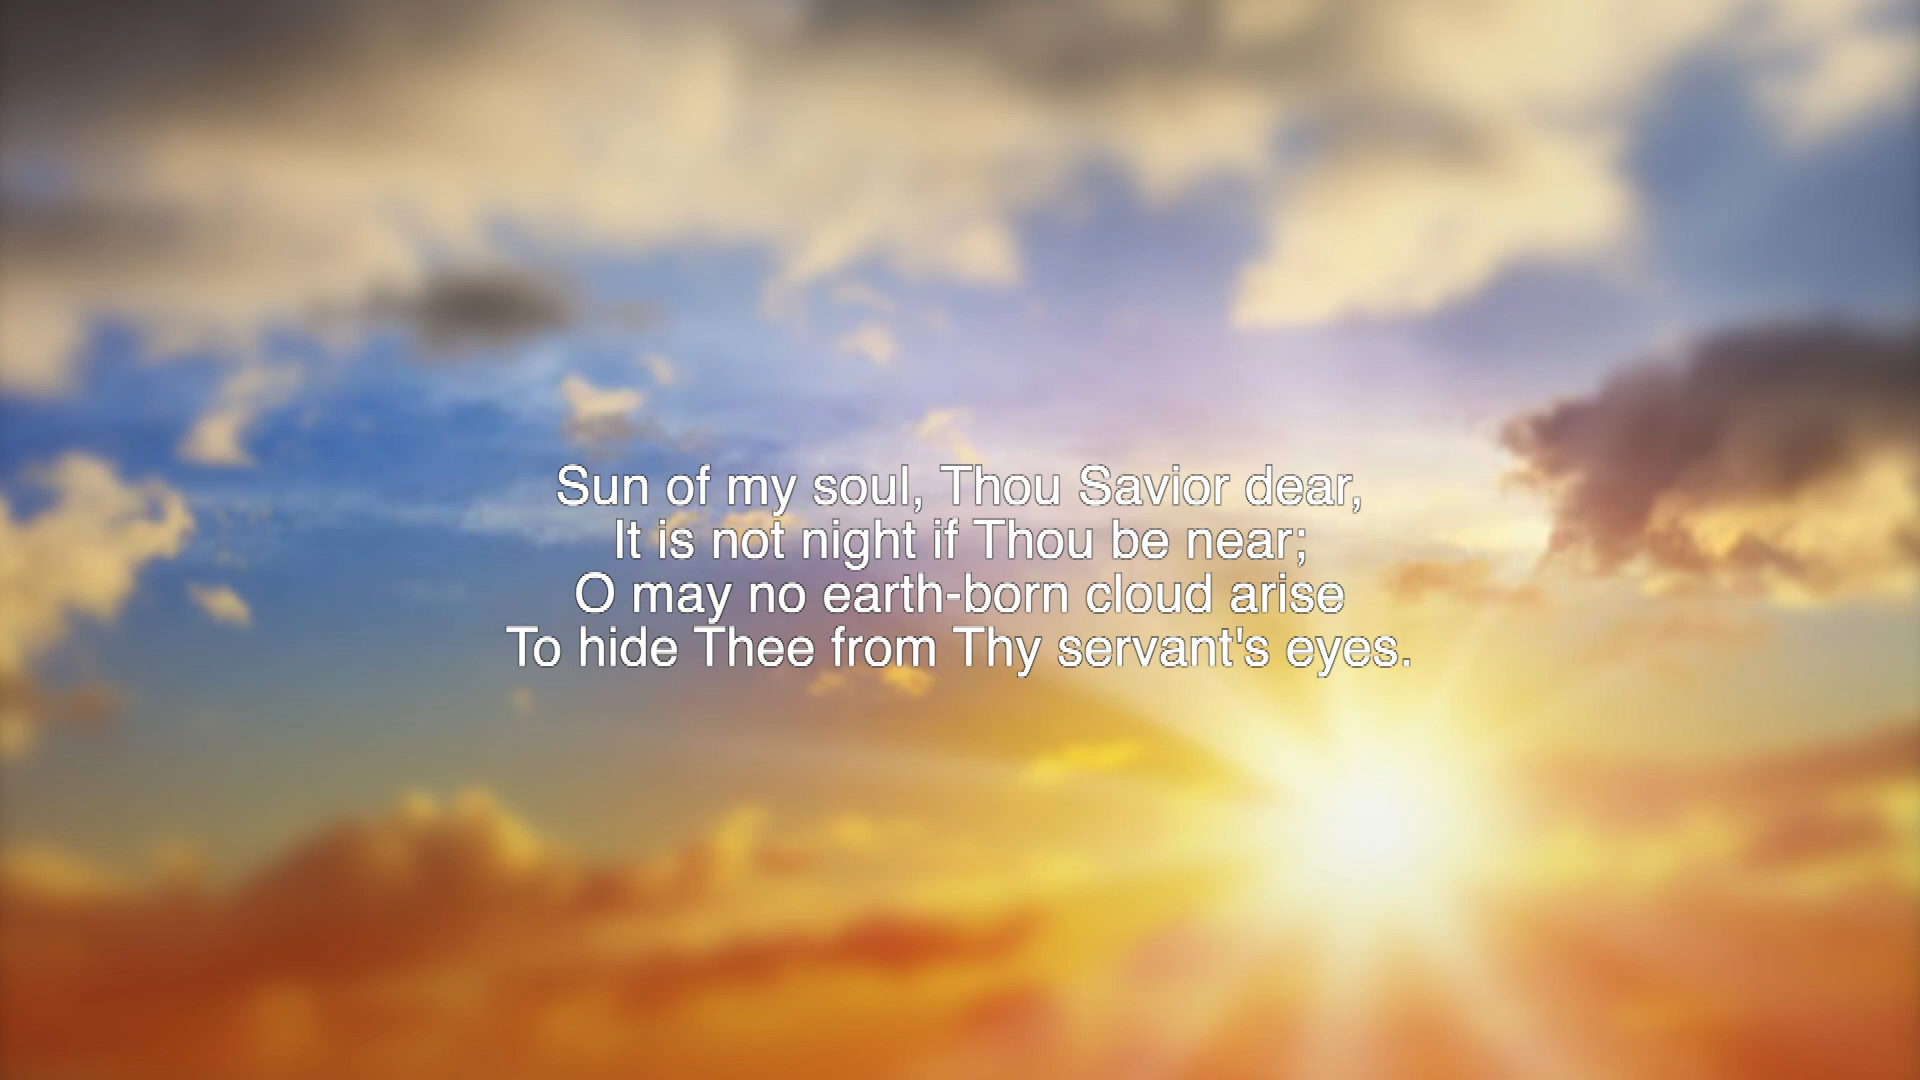 Sun of my soul, Thou Savior dear,
It is not night if Thou be near;
O may no earth-born cloud arise
To hide Thee from Thy servant's eyes.